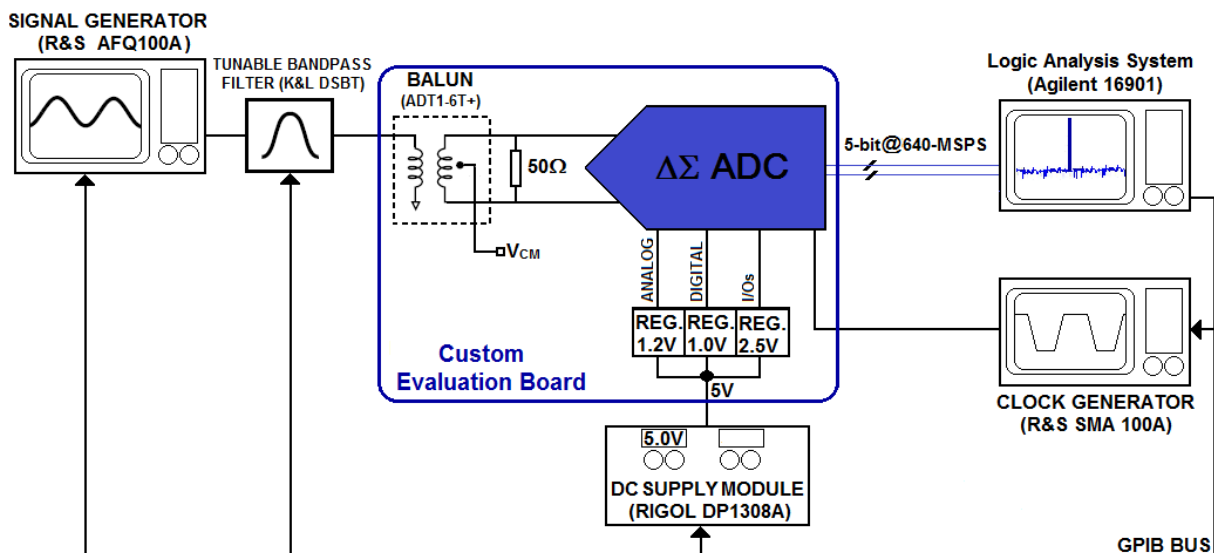 SIGNAL GENERATOR
(R&S AFQ100A)
TUNABLE BANDPASS
FILTER (K&L DSBT)
BALUN
(ADT1-6T+)
50Ω
VCM
ΔΣ ADC
5-bit@640-MSPS
Logic Analysis System
(Agilent 16901)
ANALOG
DIGITAL
I/Os
REG.
1.2V
REG.
1.0V
REG.
2.5V
Custom
Evaluation Board
5V
CLOCK GENERATOR
(R&S SMA 100A)
5.0V
DC SUPPLY MODULE
(RIGOL DP1308A)
GPIB BUS